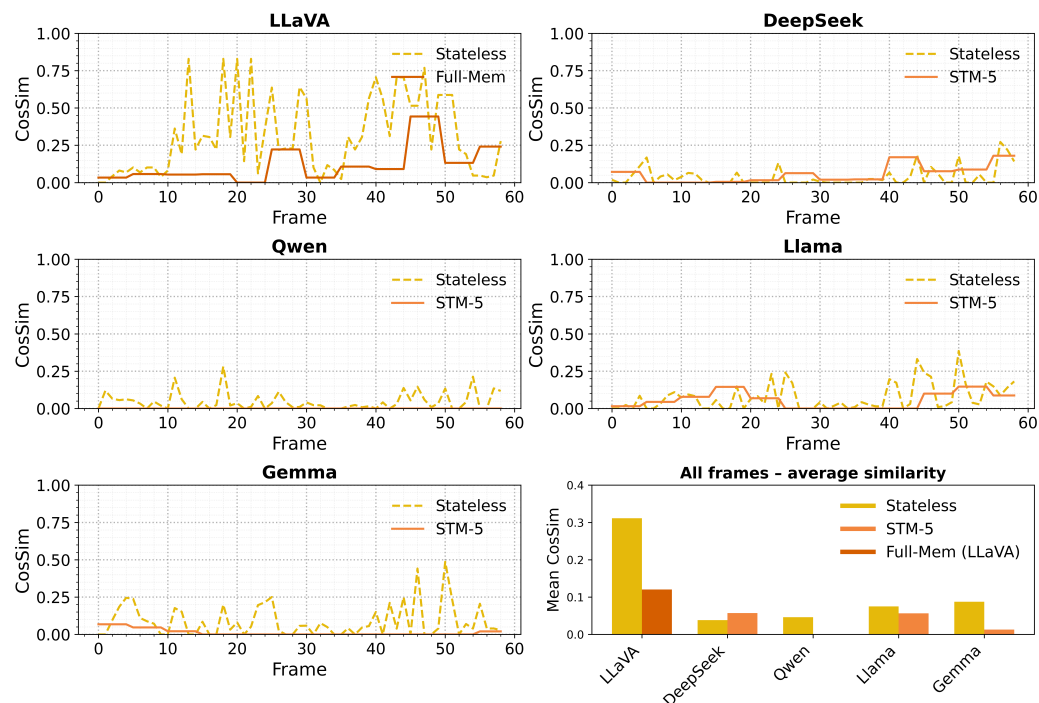 LLaVA
1.00
0.75
0.50
0.25
0.00
CosSim
0 10 20 30 40 50 60
Frame
Stateless
Full-Mem
DeepSeek
1.00
0.75
0.50
0.25
0.00
CosSim
0 10 20 30 40 50 60
Frame
Stateless
STM-5
Qwen
1.00
0.75
0.50
0.25
0.00
CosSim
0 10 20 30 40 50 60
Frame
Stateless
STM-5
Llama
1.00
0.75
0.50
0.25
0.00
CosSim
0 10 20 30 40 50 60
Frame
Stateless
STM-5
Gemma
1.00
0.75
0.50
0.25
0.00
CosSim
0 10 20 30 40 50 60
Frame
Stateless
STM-5
All frames – average similarity
0.4
0.3
0.2
0.1
0.0
Mean CosSim
Stateless
STM-5
Full-Mem (LLaVA)
LLaVA
DeepSeek
Qwen
Llama
Gemma